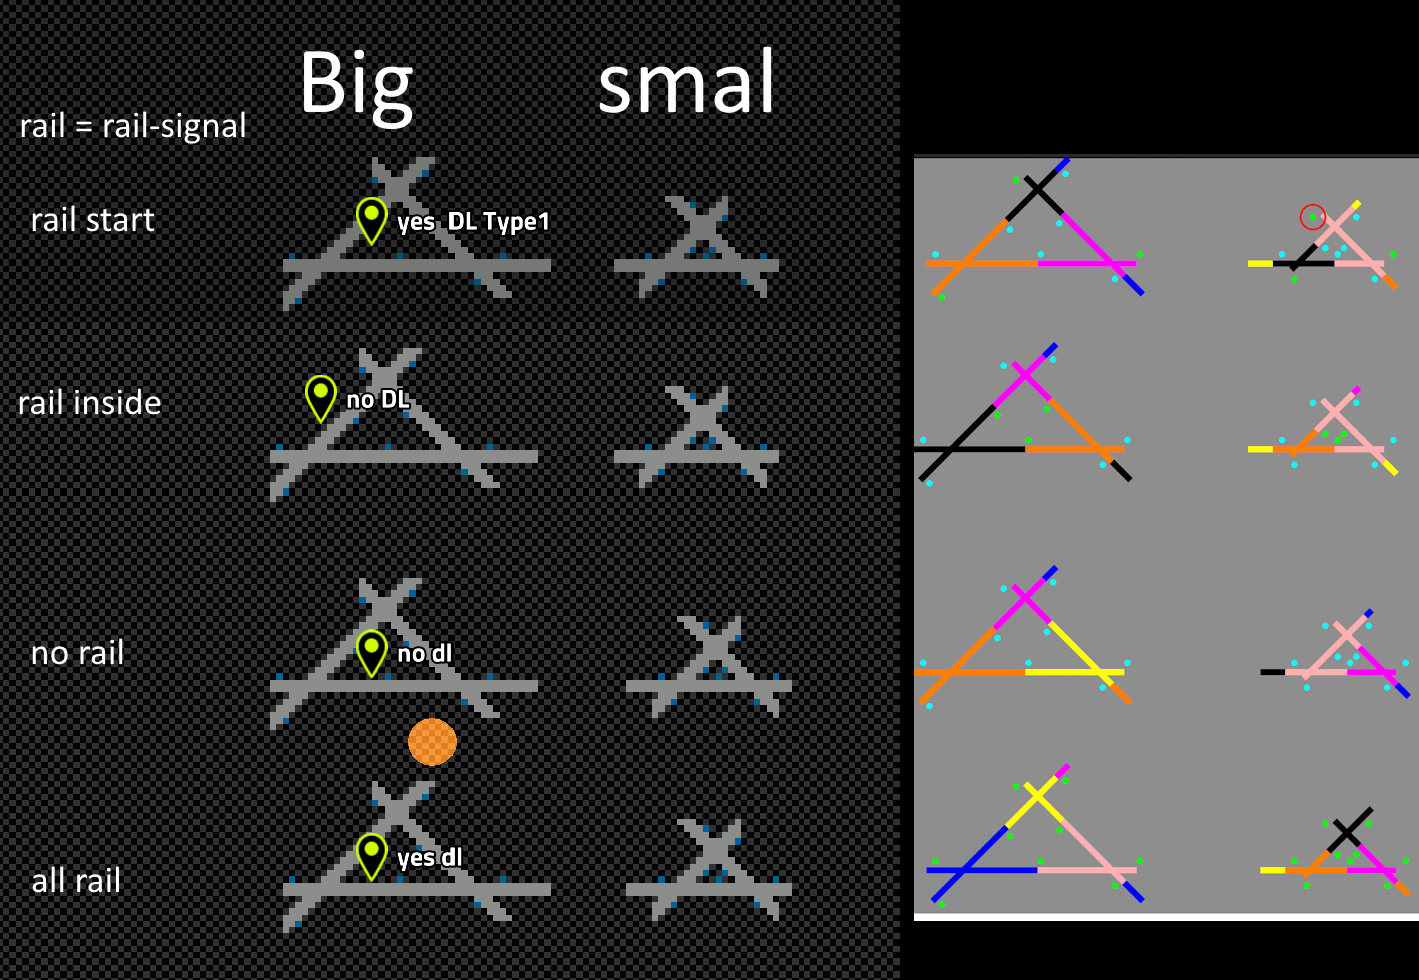 Big smal
rail = rail-signal
rail start
yes DL Type1
rail inside
no DL
no rail
no dl
all rail
yes dl